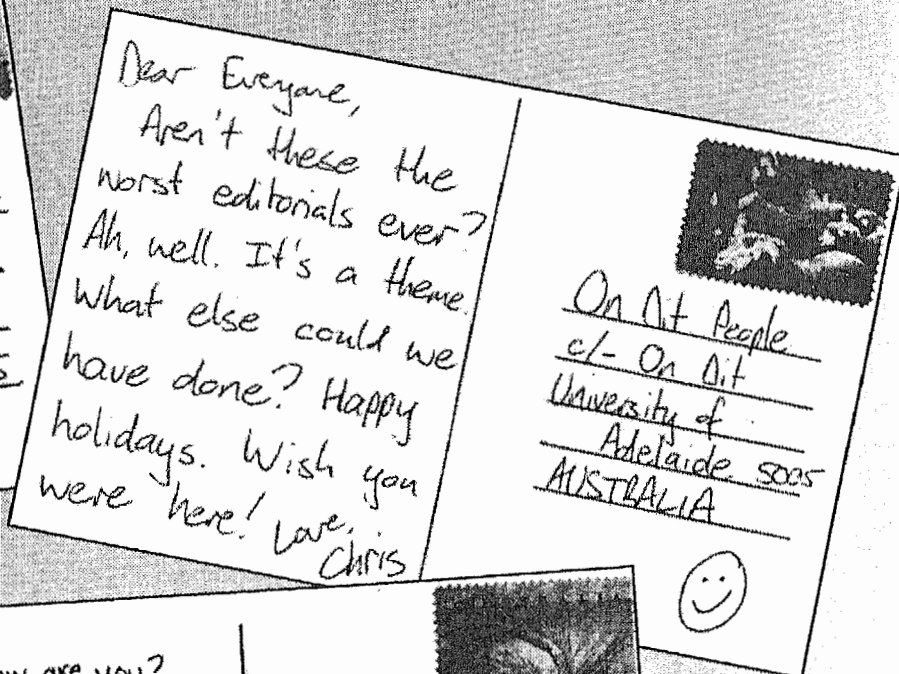 Dear Everyone,
Aren't these the
worst editorials ever?
Ah, well. It's a theme.
What else could we
have done? Happy
holidays. Wish you
were here! Love,
Chris
On Dit People
c/- On Dit
University of
Adelaide 5005
AUSTRALIA
are you?